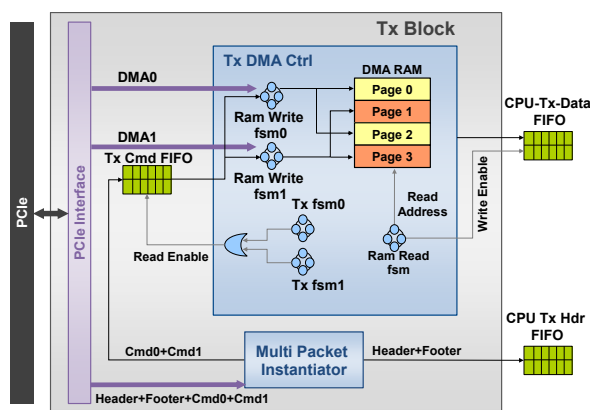 Tx Block
Tx DMA Ctrl
DMA RAM
DMA0
Page 0
Page 1
Page 2
Page 3
Ram Write
fsm0
CPU-Tx-Data
FIFO
DMA1
Tx Cmd FIFO
Ram Write
fsm1
PCIe
PCIe Interface
Tx fsm0
Read
Address
Write Enable
Read Enable
Tx fsm1
Ram Read
fsm
CPU Tx Hdr
FIFO
Cmd0+Cmd1
Multi Packet
Instantiator
Header+Footer
Header+Footer+Cmd0+Cmd1